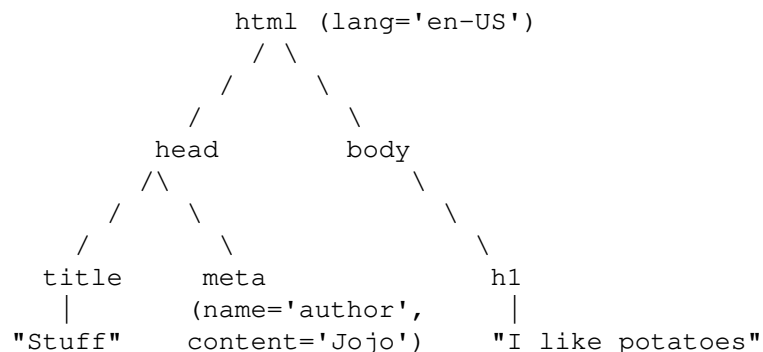 html (lang='en-US')
head body
title meta h1
(name='author',
"Stuff" content='Jojo') "I like potatoes"